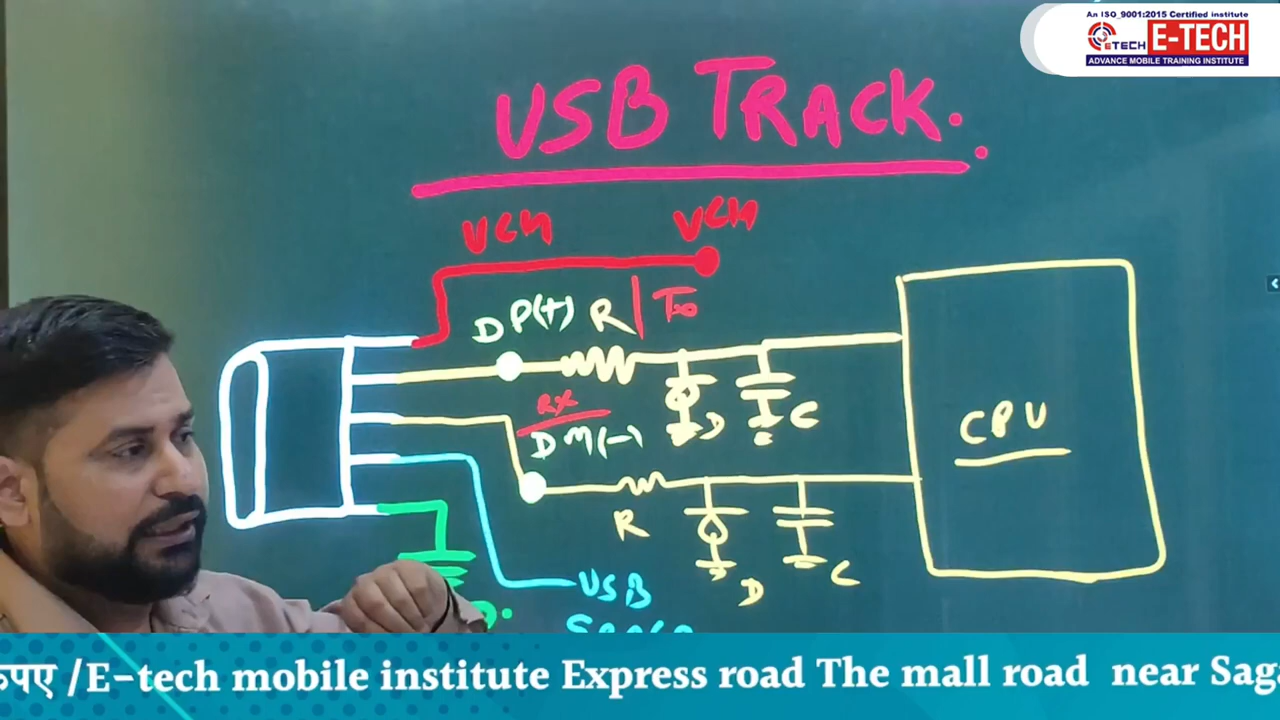 An ISO 9001:2015 Certified institute
ETECH E-TECH
ADVANCE MOBILE TRAINING INSTITUTE
USB TRACK.
VCH VCH
DP(+) R Tx
RX
DM(-) D C
CPU
R D C
USB
रुपए /E-tech mobile institute Express road The mall road near Saga